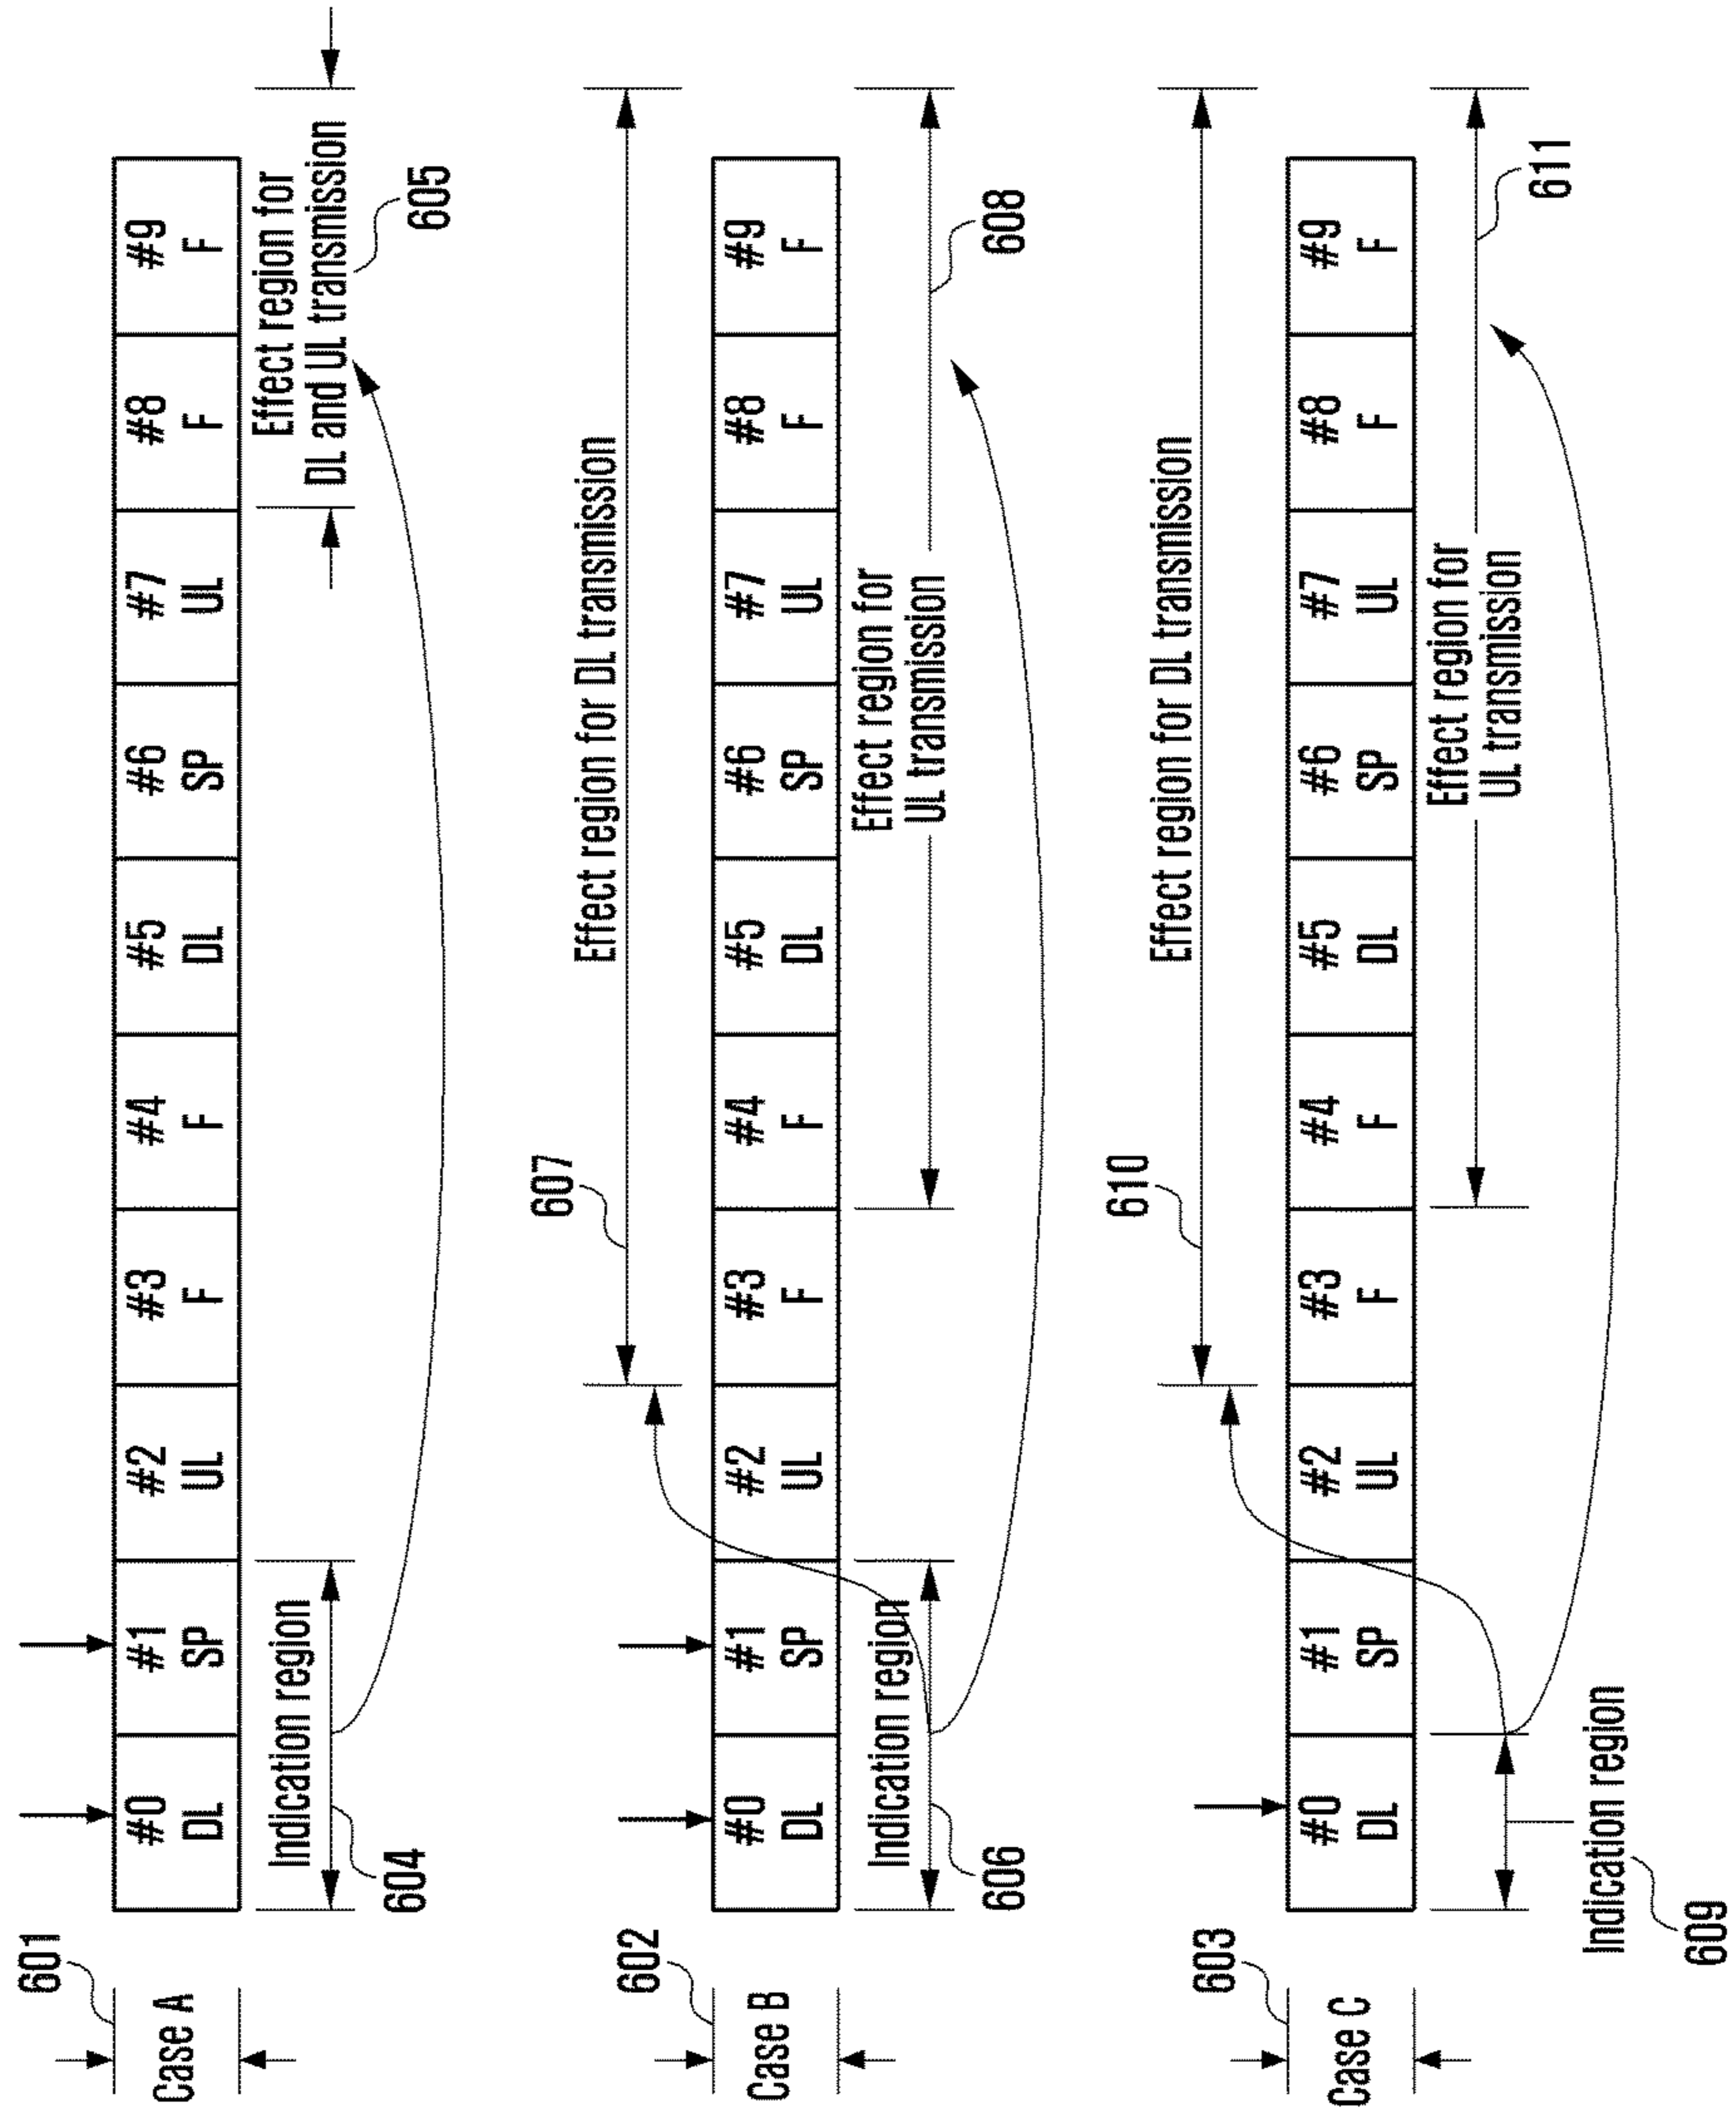 601
Case A
#0 #1 #2 #3 #4 #5 #6 #7 #8 #9
DL SP UL F F DL SP UL F F
Indication region
604
Effect region for
DL and UL transmission
605
607
Effect region for DL transmission
602
Case B
#0 #1 #2 #3 #4 #5 #6 #7 #8 #9
DL SP UL F F DL SP UL F F
Indication region
606
Effect region for
UL transmission
608
610
Effect region for DL transmission
603
Case C
#0 #1 #2 #3 #4 #5 #6 #7 #8 #9
DL SP UL F F DL SP UL F F
Effect region for
UL transmission
611
Indication region
609